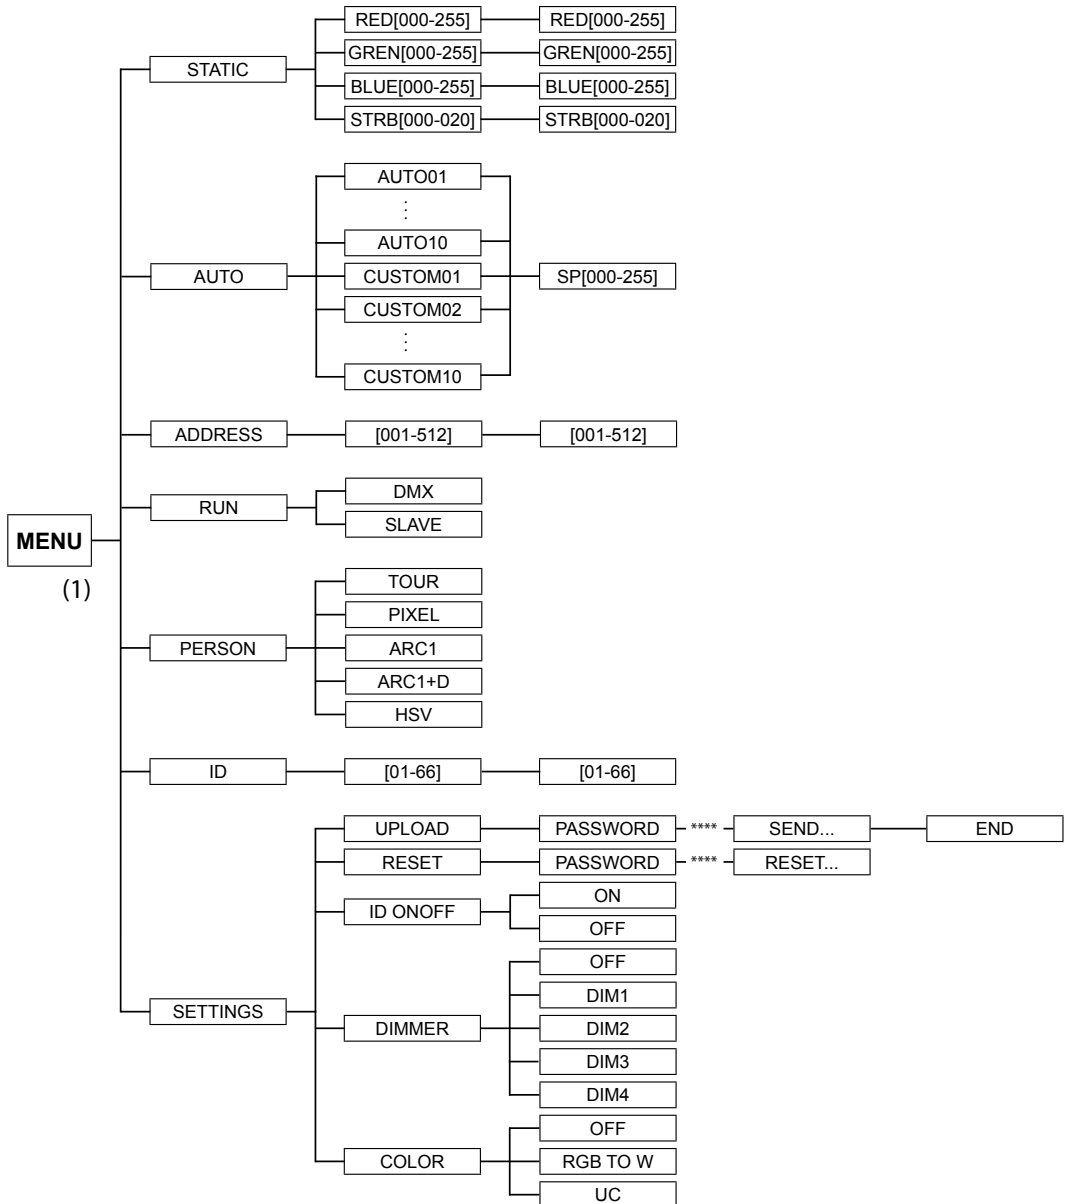 RED[000-255] RED[000-255]
GREN[000-255] GREN[000-255]
STATIC
BLUE[000-255] BLUE[000-255]
STRB[000-020] STRB[000-020]
AUTO01
AUTO10
AUTO CUSTOM01 SP[000-255]
CUSTOM02
CUSTOM10
ADDRESS [001-512] [001-512]
DMX
RUN
SLAVE
MENU
(1)
TOUR
PIXEL
PERSON ARC1
ARC1+D
HSV
ID [01-66] [01-66]
UPLOAD PASSWORD **** SEND... END
RESET PASSWORD **** RESET...
ON
ID ONOFF
OFF
OFF
DIM1
SETTINGS
DIMMER DIM2
DIM3
DIM4
OFF
COLOR RGB TO W
UC